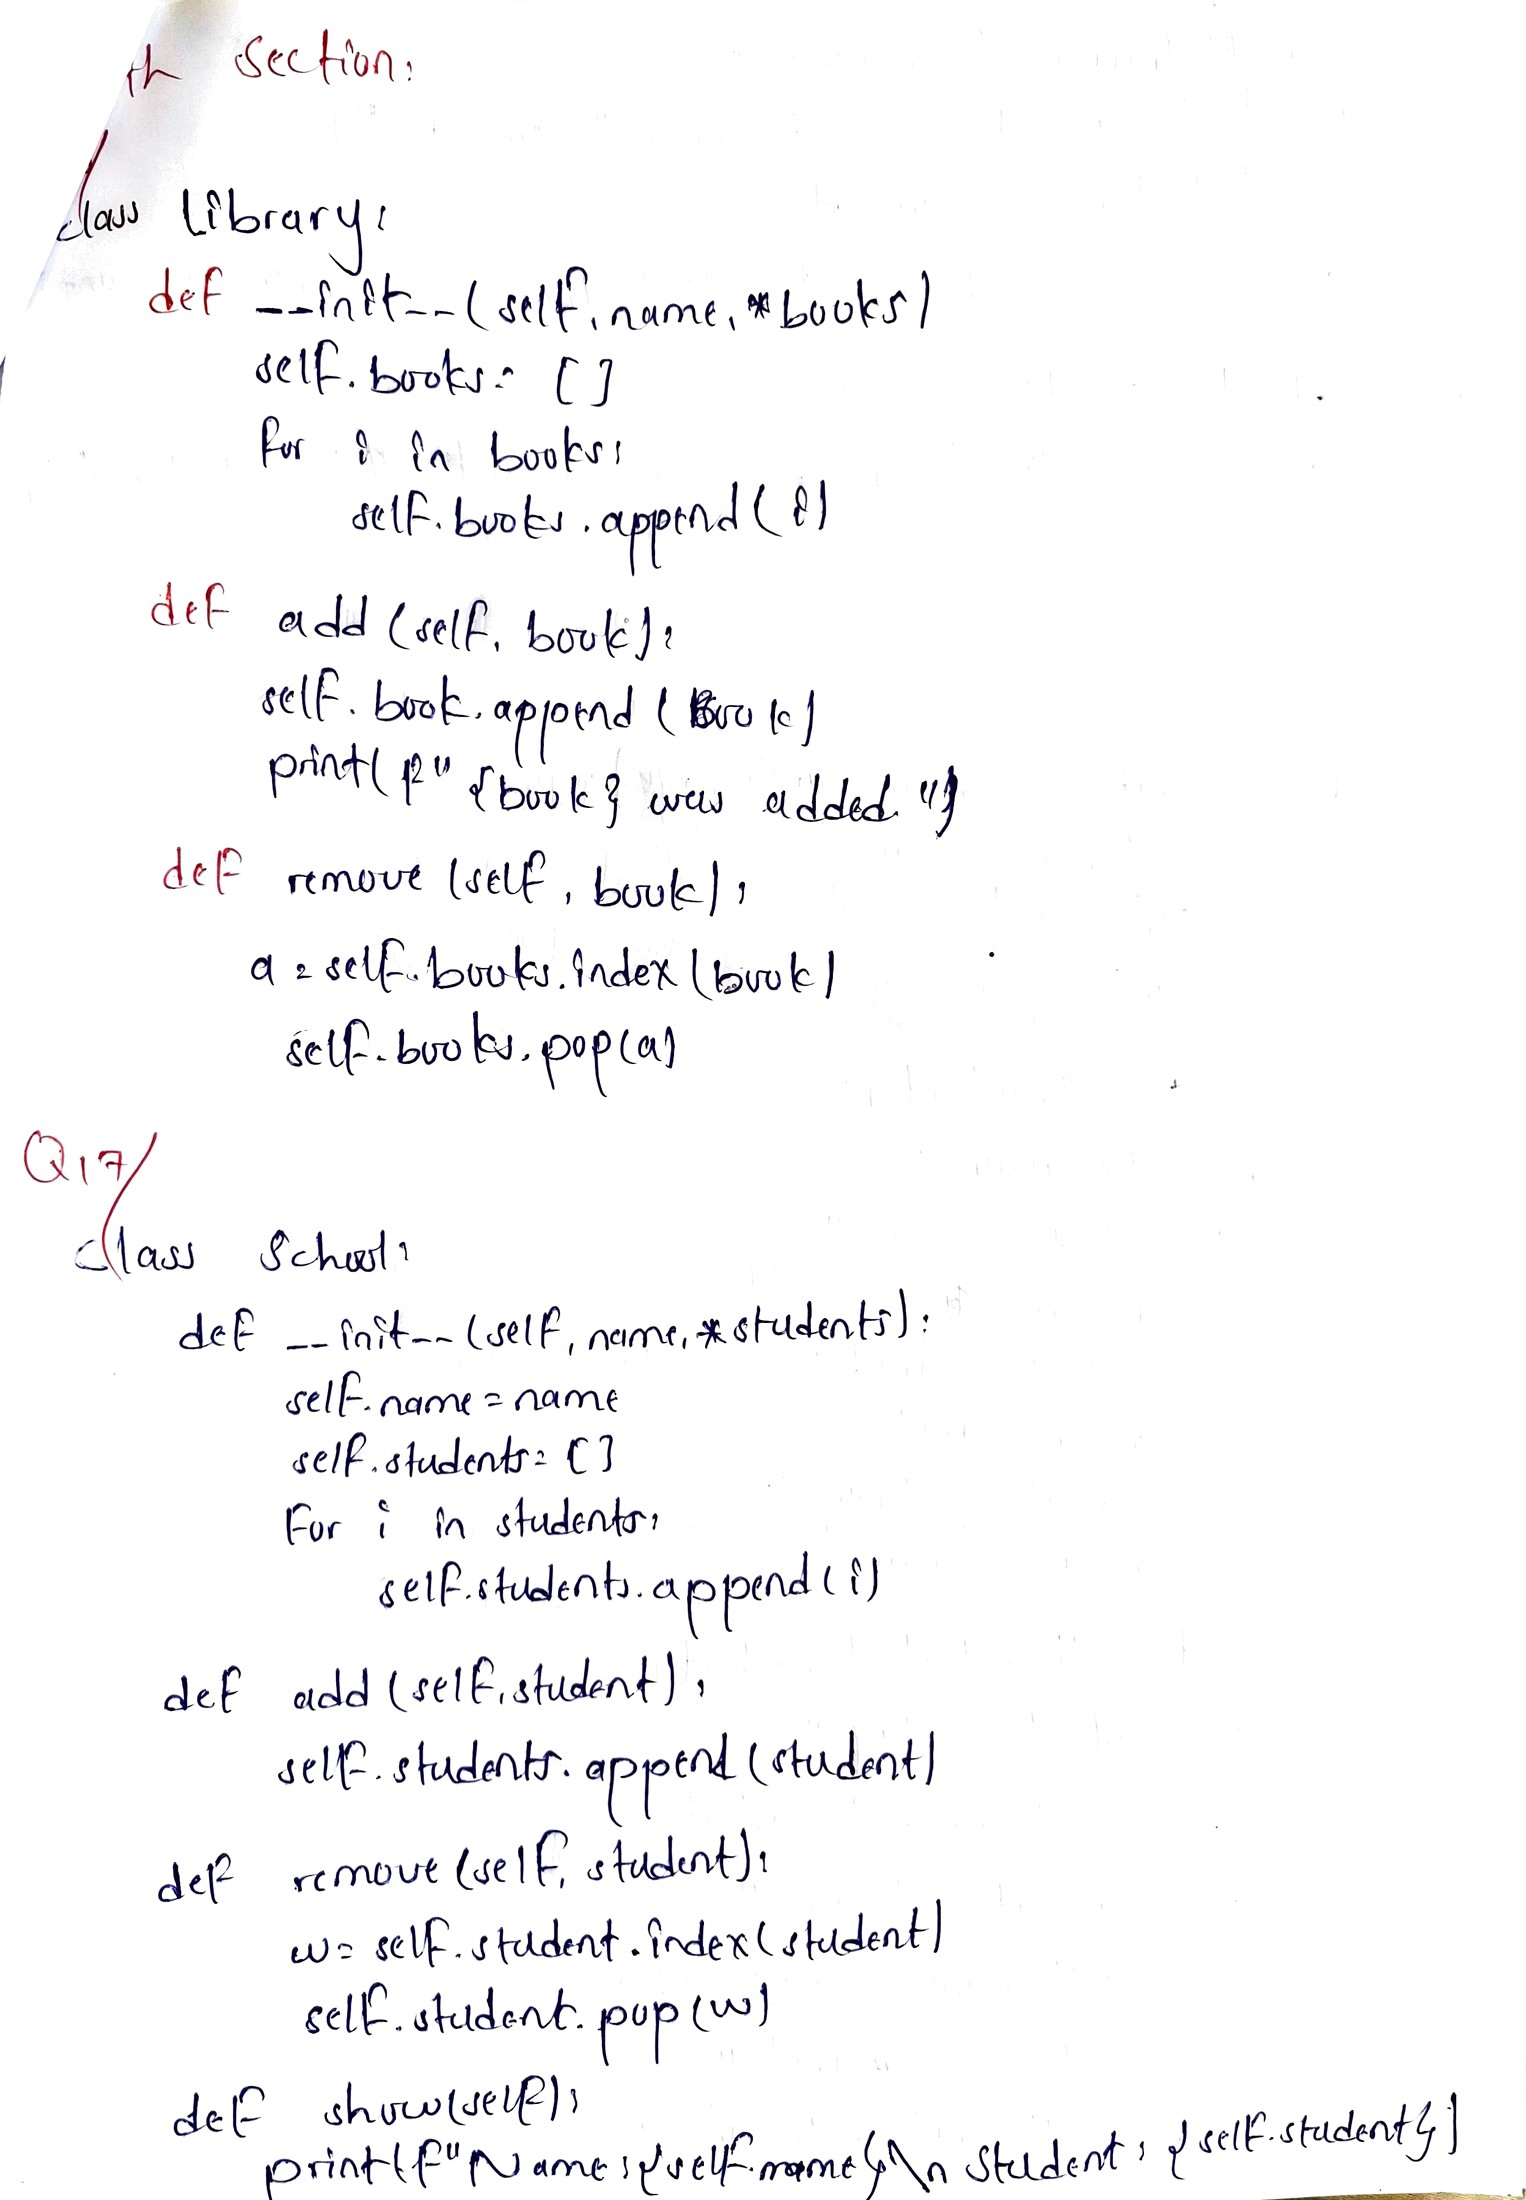 th section:
class Library:
def __init__(self, name, *books)
self.books = []
for i in books:
self.books.append(i)
def add (self, book):
self.book.append (Book)
print(f" {book} was added.")
def remove (self, book):
a = self.books.index (book)
self.books.pop(a)
Q17/
class School:
def __init__(self, name, *students):
self.name = name
self.students = []
For i in students:
self.students.append(i)
def add (self, student):
self.students.append (student)
def remove (self, student):
w = self.student.index (student)
self.student.pop (w)
def show(self):
print(f"Name:{self.name}\n student: {self.student}]